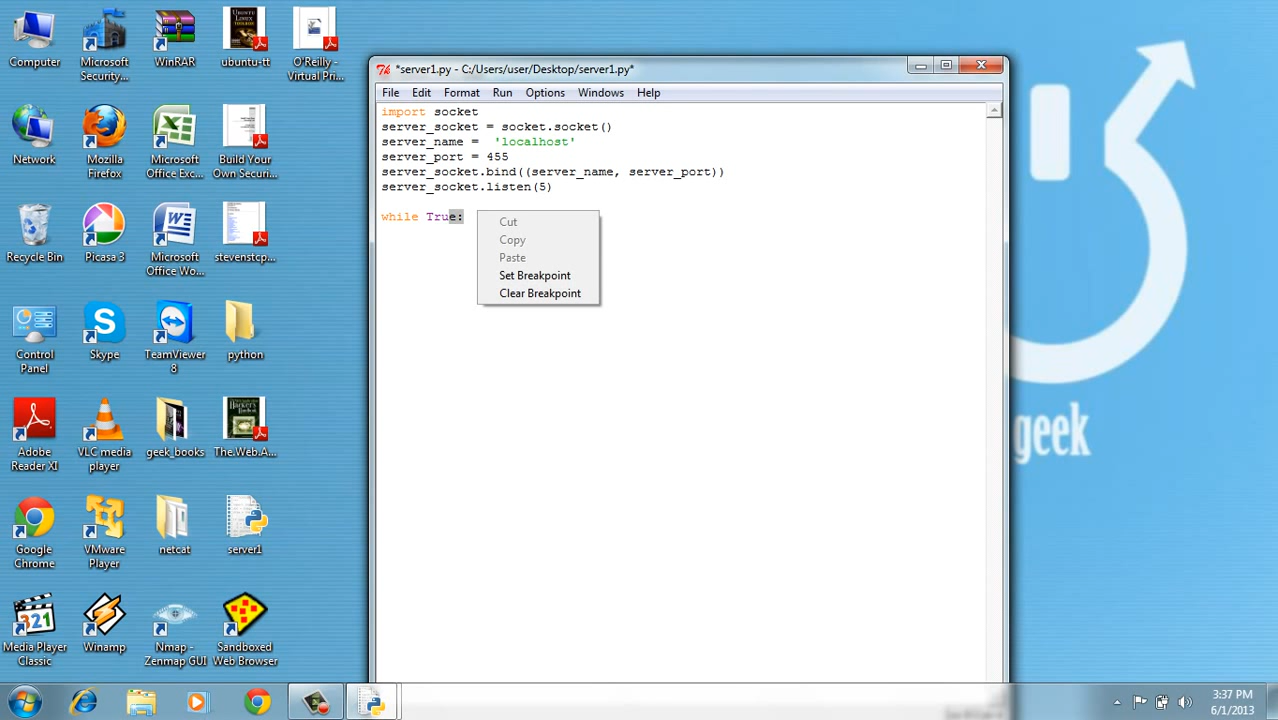 Computer
Microsoft
Security...
WinRAR
UBUNTU
LINUX
TOOLBOX
ubuntu-tt
O'Reilly -
Virtual Pri...
Network
Mozilla
Firefox
Microsoft
Office Exc...
Build Your
Own Securi...
Recycle Bin
Picasa 3
Microsoft
Office Wo...
stevenstcp...
Control
Panel
Skype
TeamViewer
8
python
Adobe
Reader XI
VLC media
player
geek_books
The.Web.A...
Google
Chrome
VMware
Player
netcat
server1
321
Media Player
Classic
Winamp
Nmap -
Zenmap GUI
Sandboxed
Web Browser
*server1.py - C:/Users/user/Desktop/server1.py*
File Edit Format Run Options Windows Help
import socket
server_socket = socket.socket()
server_name =  'localhost'
server_port = 455
server_socket.bind((server_name, server_port))
server_socket.listen(5)
while True:
Cut
Copy
Paste
Set Breakpoint
Clear Breakpoint
geek
3:37 PM
6/1/2013